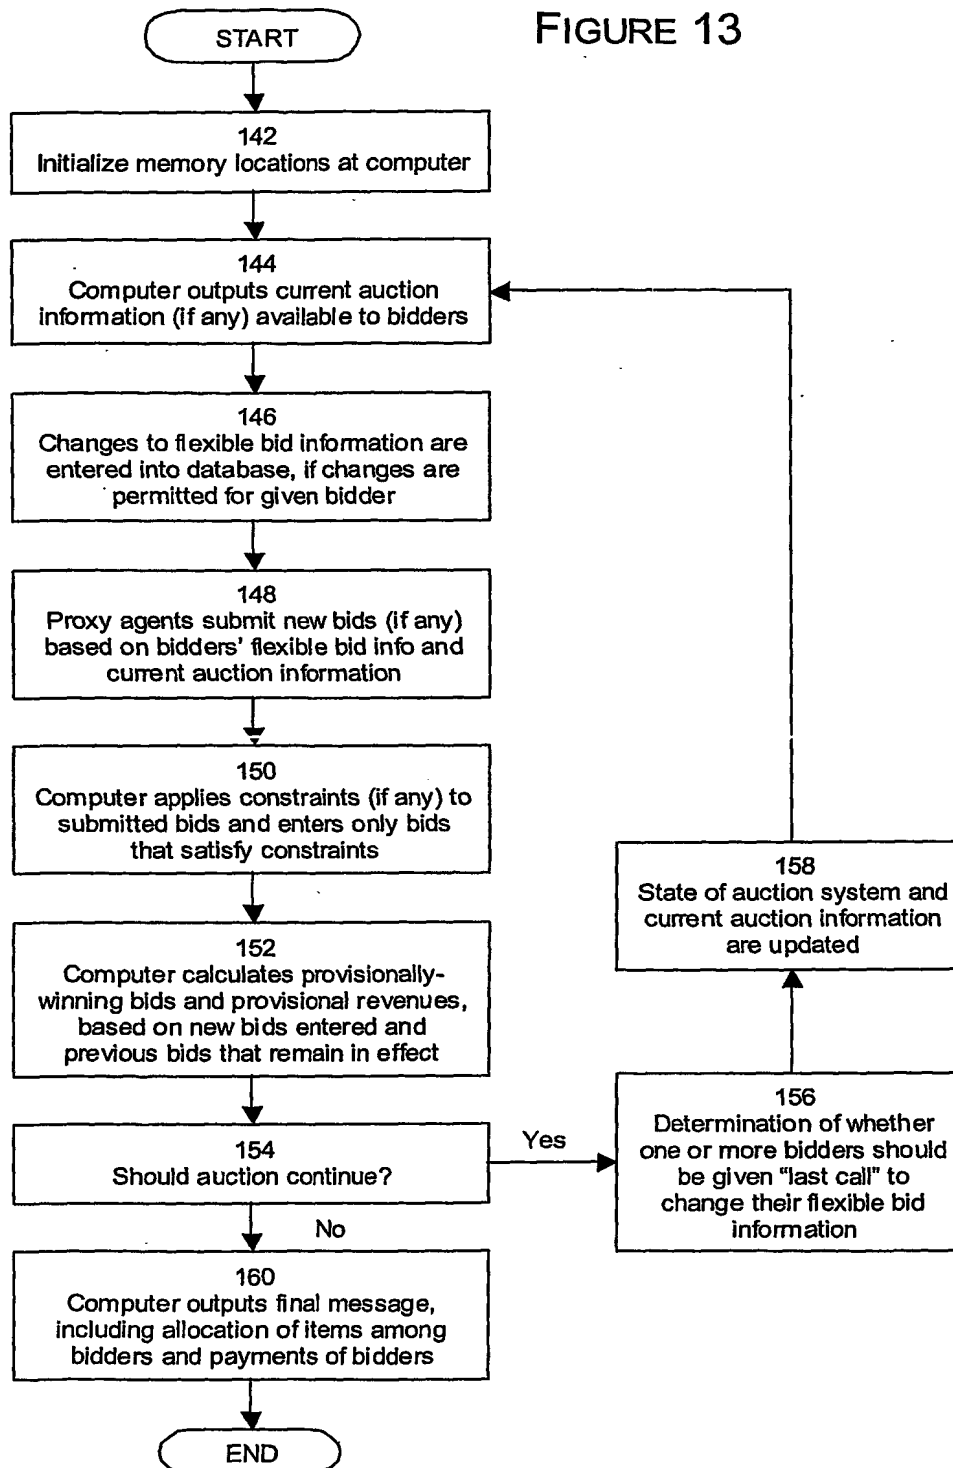 FIGURE 13
START
142
Initialize memory locations at computer
144
Computer outputs current auction
information (if any) available to bidders
146
Changes to flexible bid information are
entered into database, if changes are
permitted for given bidder
148
Proxy agents submit new bids (if any)
based on bidders' flexible bid info and
current auction information
150
Computer applies constraints (if any) to
submitted bids and enters only bids
that satisfy constraints
152
Computer calculates provisionally-
winning bids and provisional revenues,
based on new bids entered and
previous bids that remain in effect
154
Should auction continue?
Yes
No
156
Determination of whether
one or more bidders should
be given "last call" to
change their flexible bid
information
158
State of auction system and
current auction information
are updated
160
Computer outputs final message,
including allocation of items among
bidders and payments of bidders
END